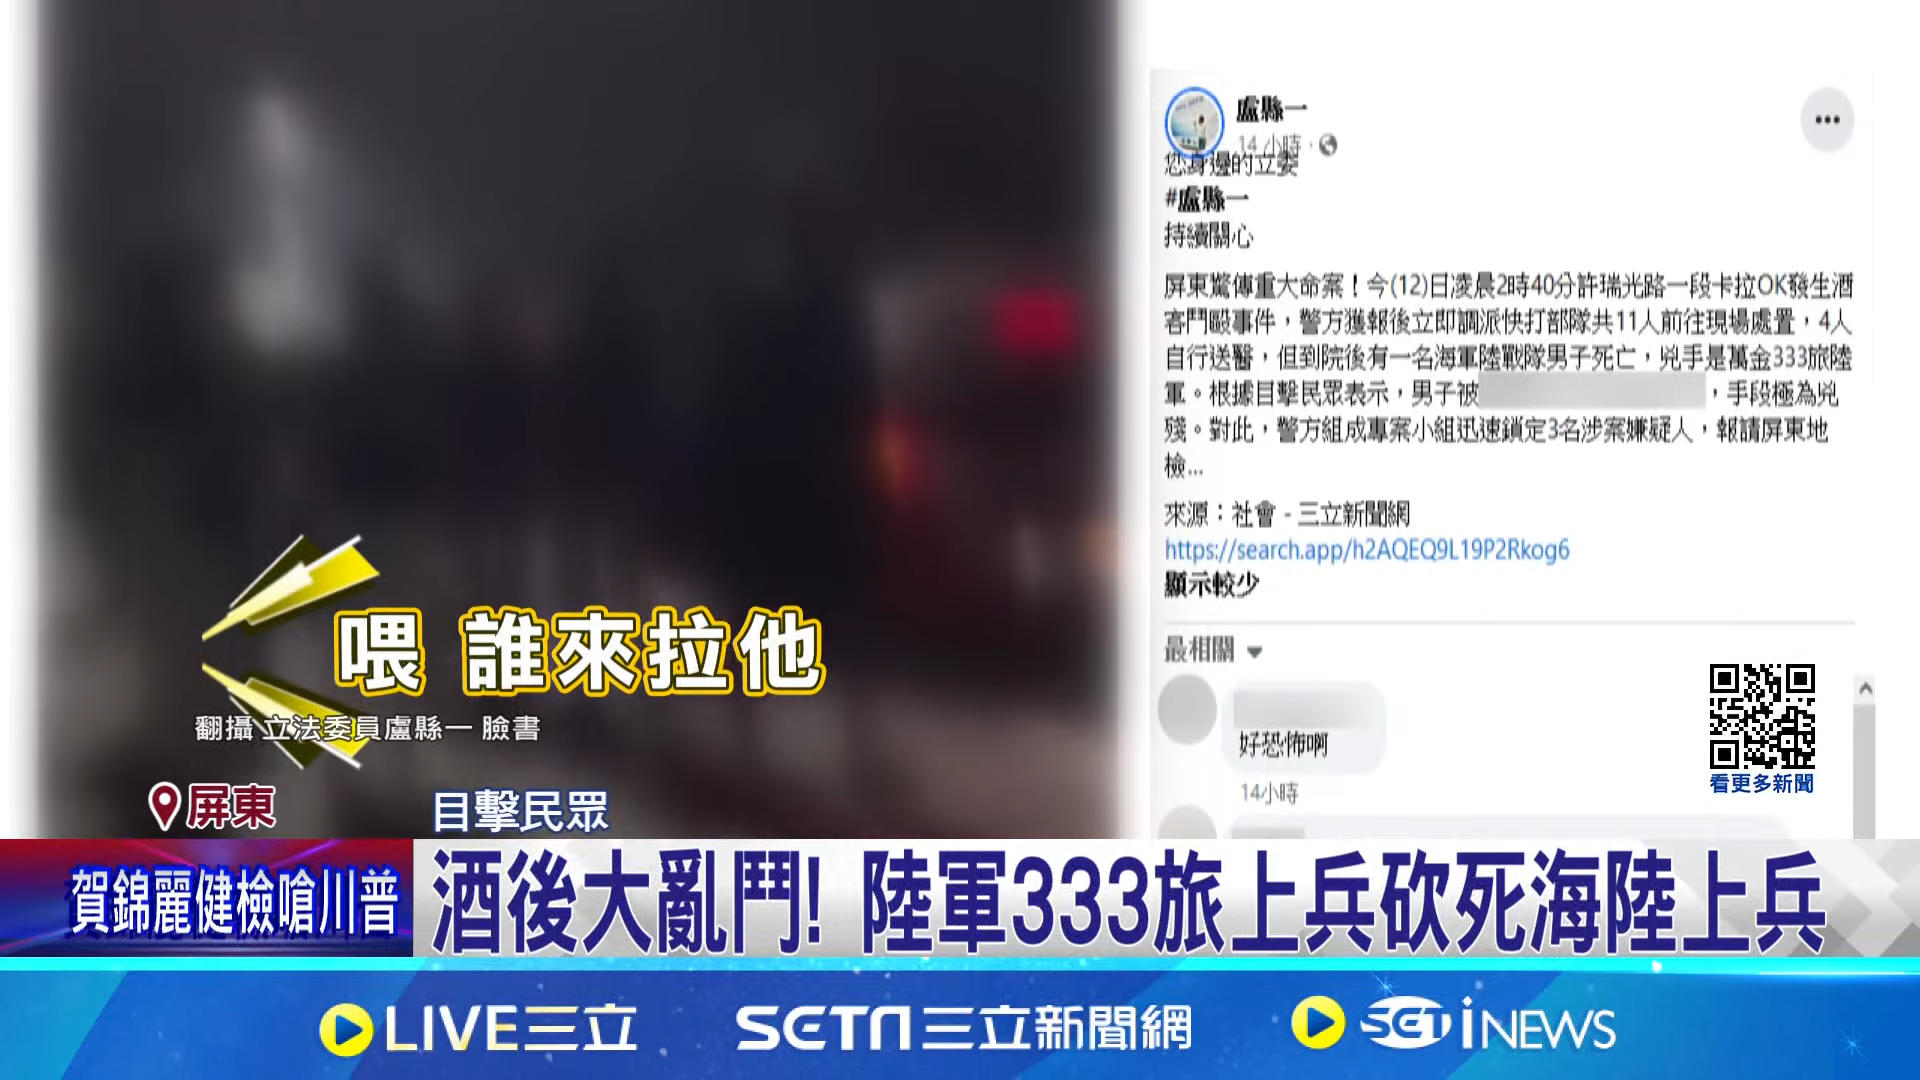 盧縣一
14 小時
您身邊的立委
#盧縣一
持續關心
屏東驚傳重大命案！今(12)日凌晨2時40分許瑞光路一段卡拉OK發生酒
客鬥毆事件，警方獲報後立即調派快打部隊共11人前往現場處置，4人
自行送醫，但到院後有一名海軍陸戰隊男子死亡，兇手是萬金333旅陸
軍。根據目擊民眾表示，男子被，手段極為兇
殘。對此，警方組成專案小組迅速鎖定3名涉案嫌疑人，報請屏東地
檢...
來源：社會 - 三立新聞網
https://search.app/h2AQEQ9L19P2Rkog6
顯示較少
最相關
好恐怖啊
14小時
看更多新聞
喂 誰來拉他
翻攝 立法委員盧縣一 臉書
屏東
目擊民眾
賀錦麗健檢嗆川普
酒後大亂鬥! 陸軍333旅上兵砍死海陸上兵
LIVE三立
SETN三立新聞網
SET iNEWS